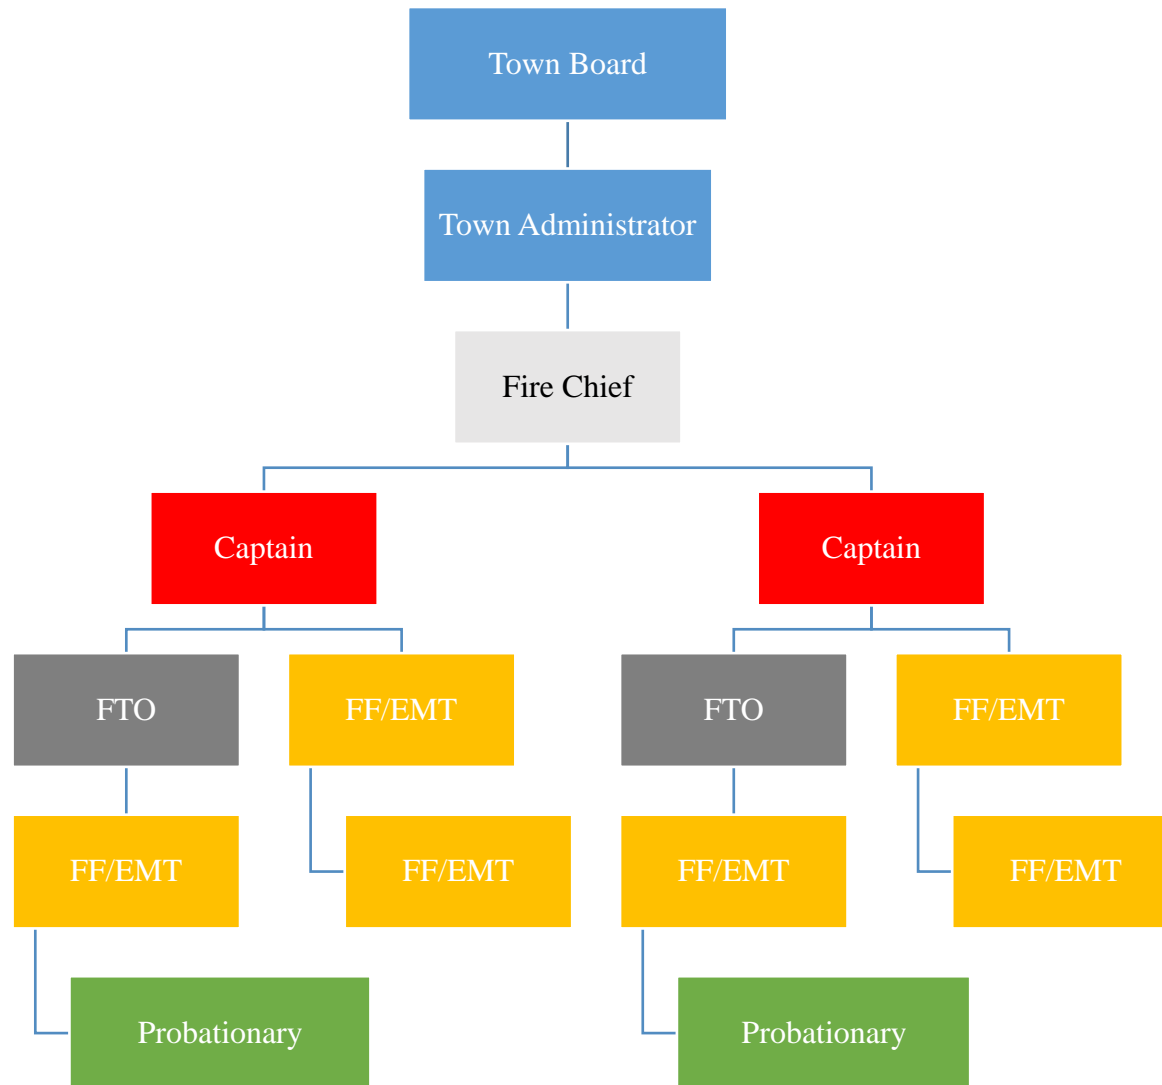 Town Board
Town Administrator
Fire Chief
Captain
Captain
FTO
FF/EMT
FTO
FF/EMT
FF/EMT
FF/EMT
FF/EMT
FF/EMT
Probationary
Probationary